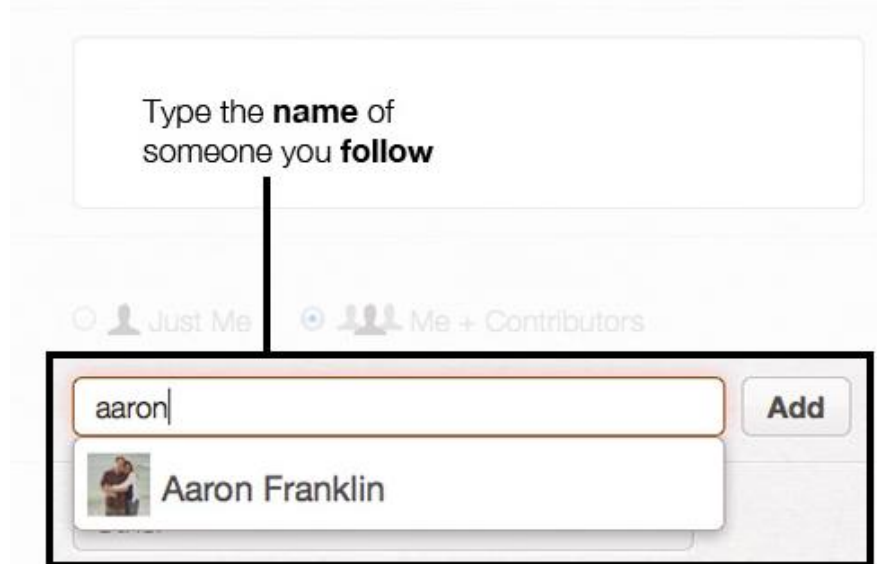 Type the name of
someone you follow
Just Me Me + Contributors
aaron Add
Aaron Franklin